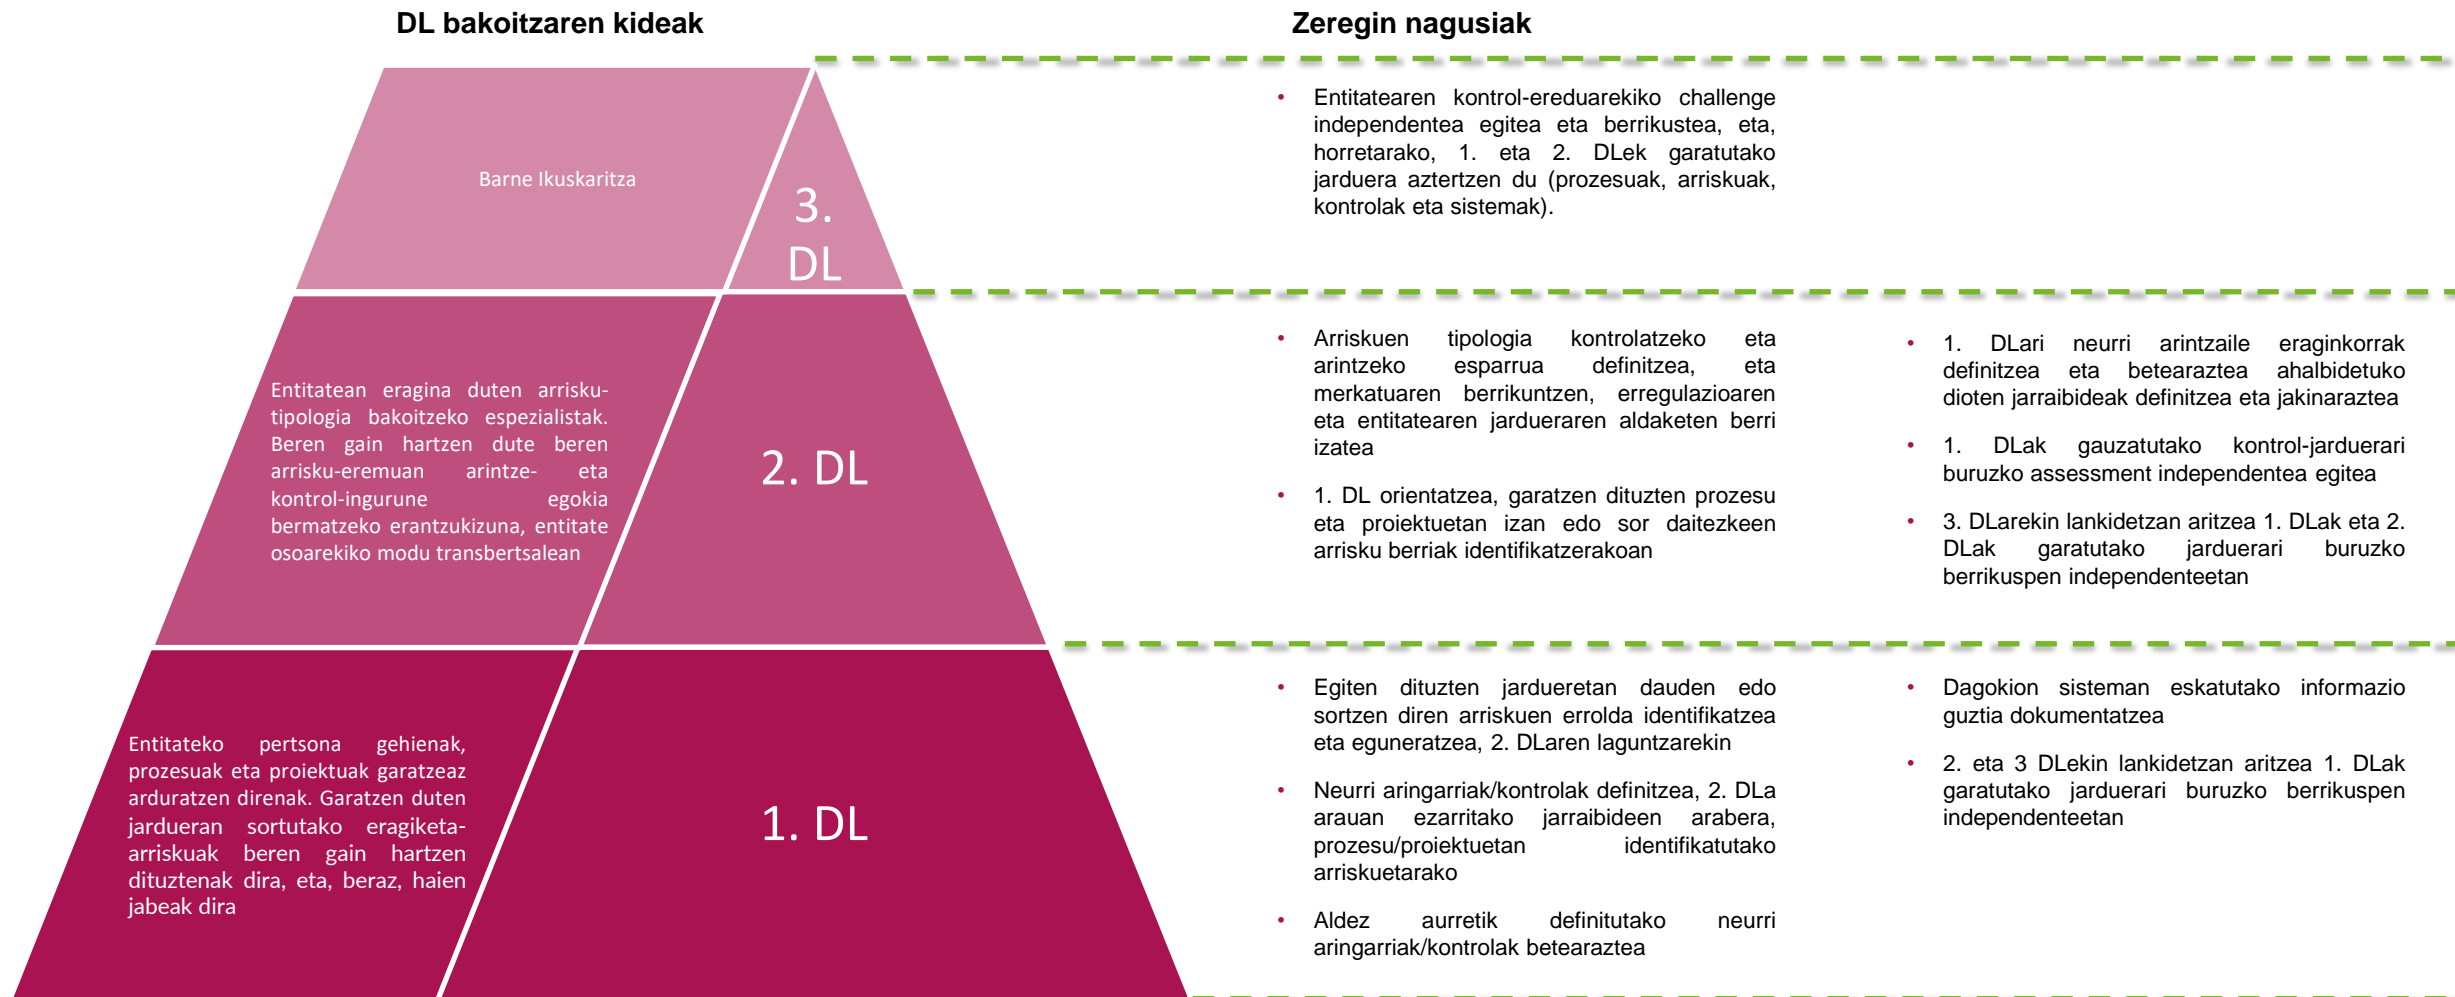 DL bakoitzaren kideak
Zeregin nagusiak
Barne Ikuskaritza
3.
DL
• Entitatearen kontrol-ereduarekiko challenge
independentea egitea eta berrikustea, eta,
horretarako, 1. eta 2. DLek garatutako
jarduera aztertzen du (prozesuak, arriskuak,
kontrolak eta sistemak).
Entitatean eragina duten arrisku-
tipologia bakoitzeko espezialistak.
Beren gain hartzen dute beren
arrisku-eremuan arintze- eta
kontrol-ingurune egokia
bermatzeko erantzukizuna, entitate
osoarekiko modu transbertsalean
2. DL
• Arriskuen tipologia kontrolatzeko eta
arintzeko esparrua definitzea, eta
merkatuaren berrikuntzen, erregulazioaren
eta entitatearen jardueraren aldaketen berri
izatea
• 1. DL orientatzea, garatzen dituzten prozesu
eta proiektuetan izan edo sor daitezkeen
arrisku berriak identifikatzerakoan
• 1. DLari neurri arintzaile eraginkorrak
definitzea eta betearaztea ahalbidetuko
dioten jarraibideak definitzea eta jakinaraztea
• 1. DLak gauzatutako kontrol-jarduerari
buruzko assessment independentea egitea
• 3. DLarekin lankidetzan aritzea 1. DLak eta 2.
DLak garatutako jarduerari buruzko
berrikuspen independenteetan
Entitateko pertsona gehienak,
prozesuak eta proiektuak garatzeaz
arduratzen direnak. Garatzen duten
jardueran sortutako eragiketa-
arriskuak beren gain hartzen
dituztenak dira, eta, beraz, haien
jabeak dira
1. DL
• Egiten dituzten jardueretan dauden edo
sortzen diren arriskuen errolda identifikatzea
eta eguneratzea, 2. DLaren laguntzarekin
• Neurri aringarriak/kontrolak definitzea, 2. DLa
arauan ezarritako jarraibideen arabera,
prozesu/proiektuetan identifikatutako
arriskuetarako
• Aldez aurretik definitutako neurri
aringarriak/kontrolak betearaztea
• Dagokion sisteman eskatutako informazio
guztia dokumentatzea
• 2. eta 3 DLekin lankidetzan aritzea 1. DLak
garatutako jarduerari buruzko berrikuspen
independenteetan